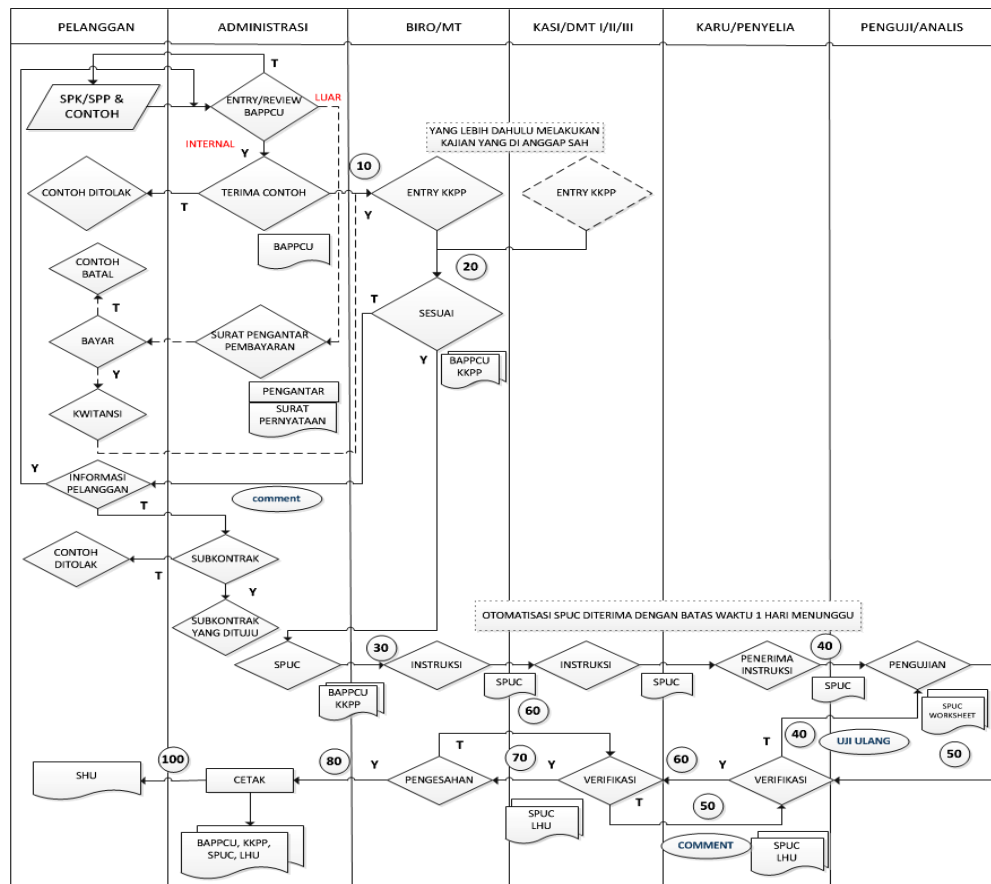 PELANGGAN
ADMINISTRASI
BIRO/MT
KASI/DMT I/II/III
KARU/PENYELIA
PENGUJI/ANALIS
T
SPK/SPP &
CONTOH
ENTRY/REVIEW
BAPPCU
LUAR
YANG LEBIH DAHULU MELAKUKAN
KAJIAN YANG DI ANGGAP SAH
INTERNAL
Y
10
CONTOH DITOLAK
T
TERIMA CONTOH
Y
ENTRY KKPP
ENTRY KKPP
BAPPCU
CONTOH
BATAL
20
T
T
SESUAI
BAYAR
SURAT PENGANTAR
PEMBAYARAN
Y
Y
BAPPCU
KKPP
PENGANTAR
SURAT
PERNYATAAN
KWITANSI
Y
INFORMASI
PELANGGAN
comment
T
CONTOH
DITOLAK
T
SUBKONTRAK
Y
SUBKONTRAK
YANG DITUJU
OTOMATISASI SPUC DITERIMA DENGAN BATAS WAKTU 1 HARI MENUNGGU
SPUC
30
INSTRUKSI
INSTRUKSI
PENERIMA
INSTRUKSI
40
PENGUJIAN
BAPPCU
KKPP
SPUC
SPUC
SPUC
SPUC
WORKSHEET
60
T
T
40
UJI ULANG
50
SHU
100
CETAK
80
Y
PENGESAHAN
70
Y
VERIFIKASI
60
Y
VERIFIKASI
T
50
SPUC
LHU
COMMENT
SPUC
LHU
BAPPCU, KKPP,
SPUC, LHU